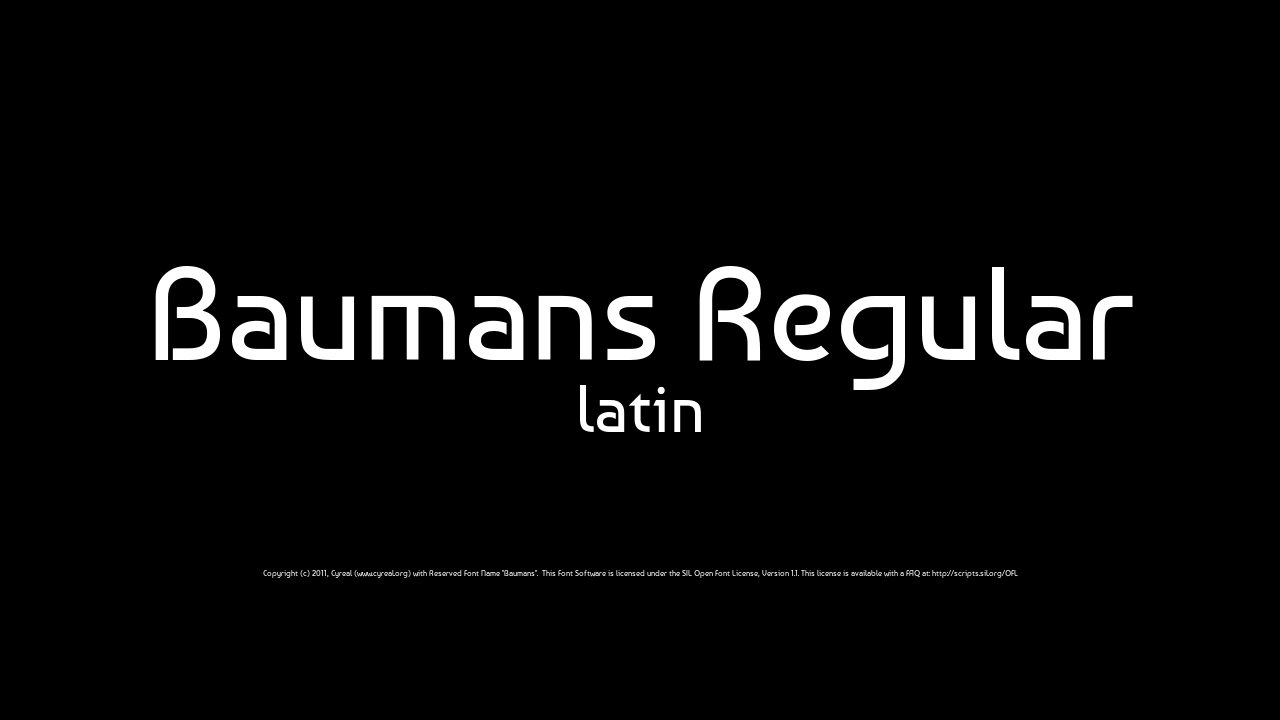 Baumans Regular
latin
Copyright (c) 2011, Cyreal (www.cyreal.org) with Reserved Font Name "Baumans".  This Font Software is licensed under the SIL Open Font License, Version 1.1. This license is available with a FAQ at: http://scripts.sil.org/OFL